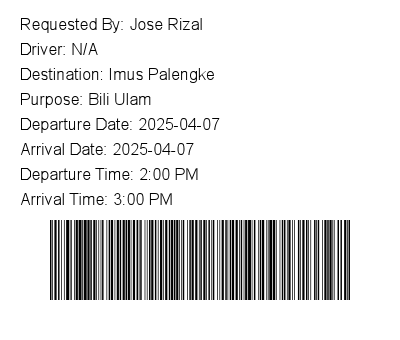 Requested By: Jose Rizal
Driver: N/A
Destination: Imus Palengke
Purpose: Bili Ulam
Departure Date: 2025-04-07
Arrival Date: 2025-04-07
Departure Time: 2:00 PM
Arrival Time: 3:00 PM